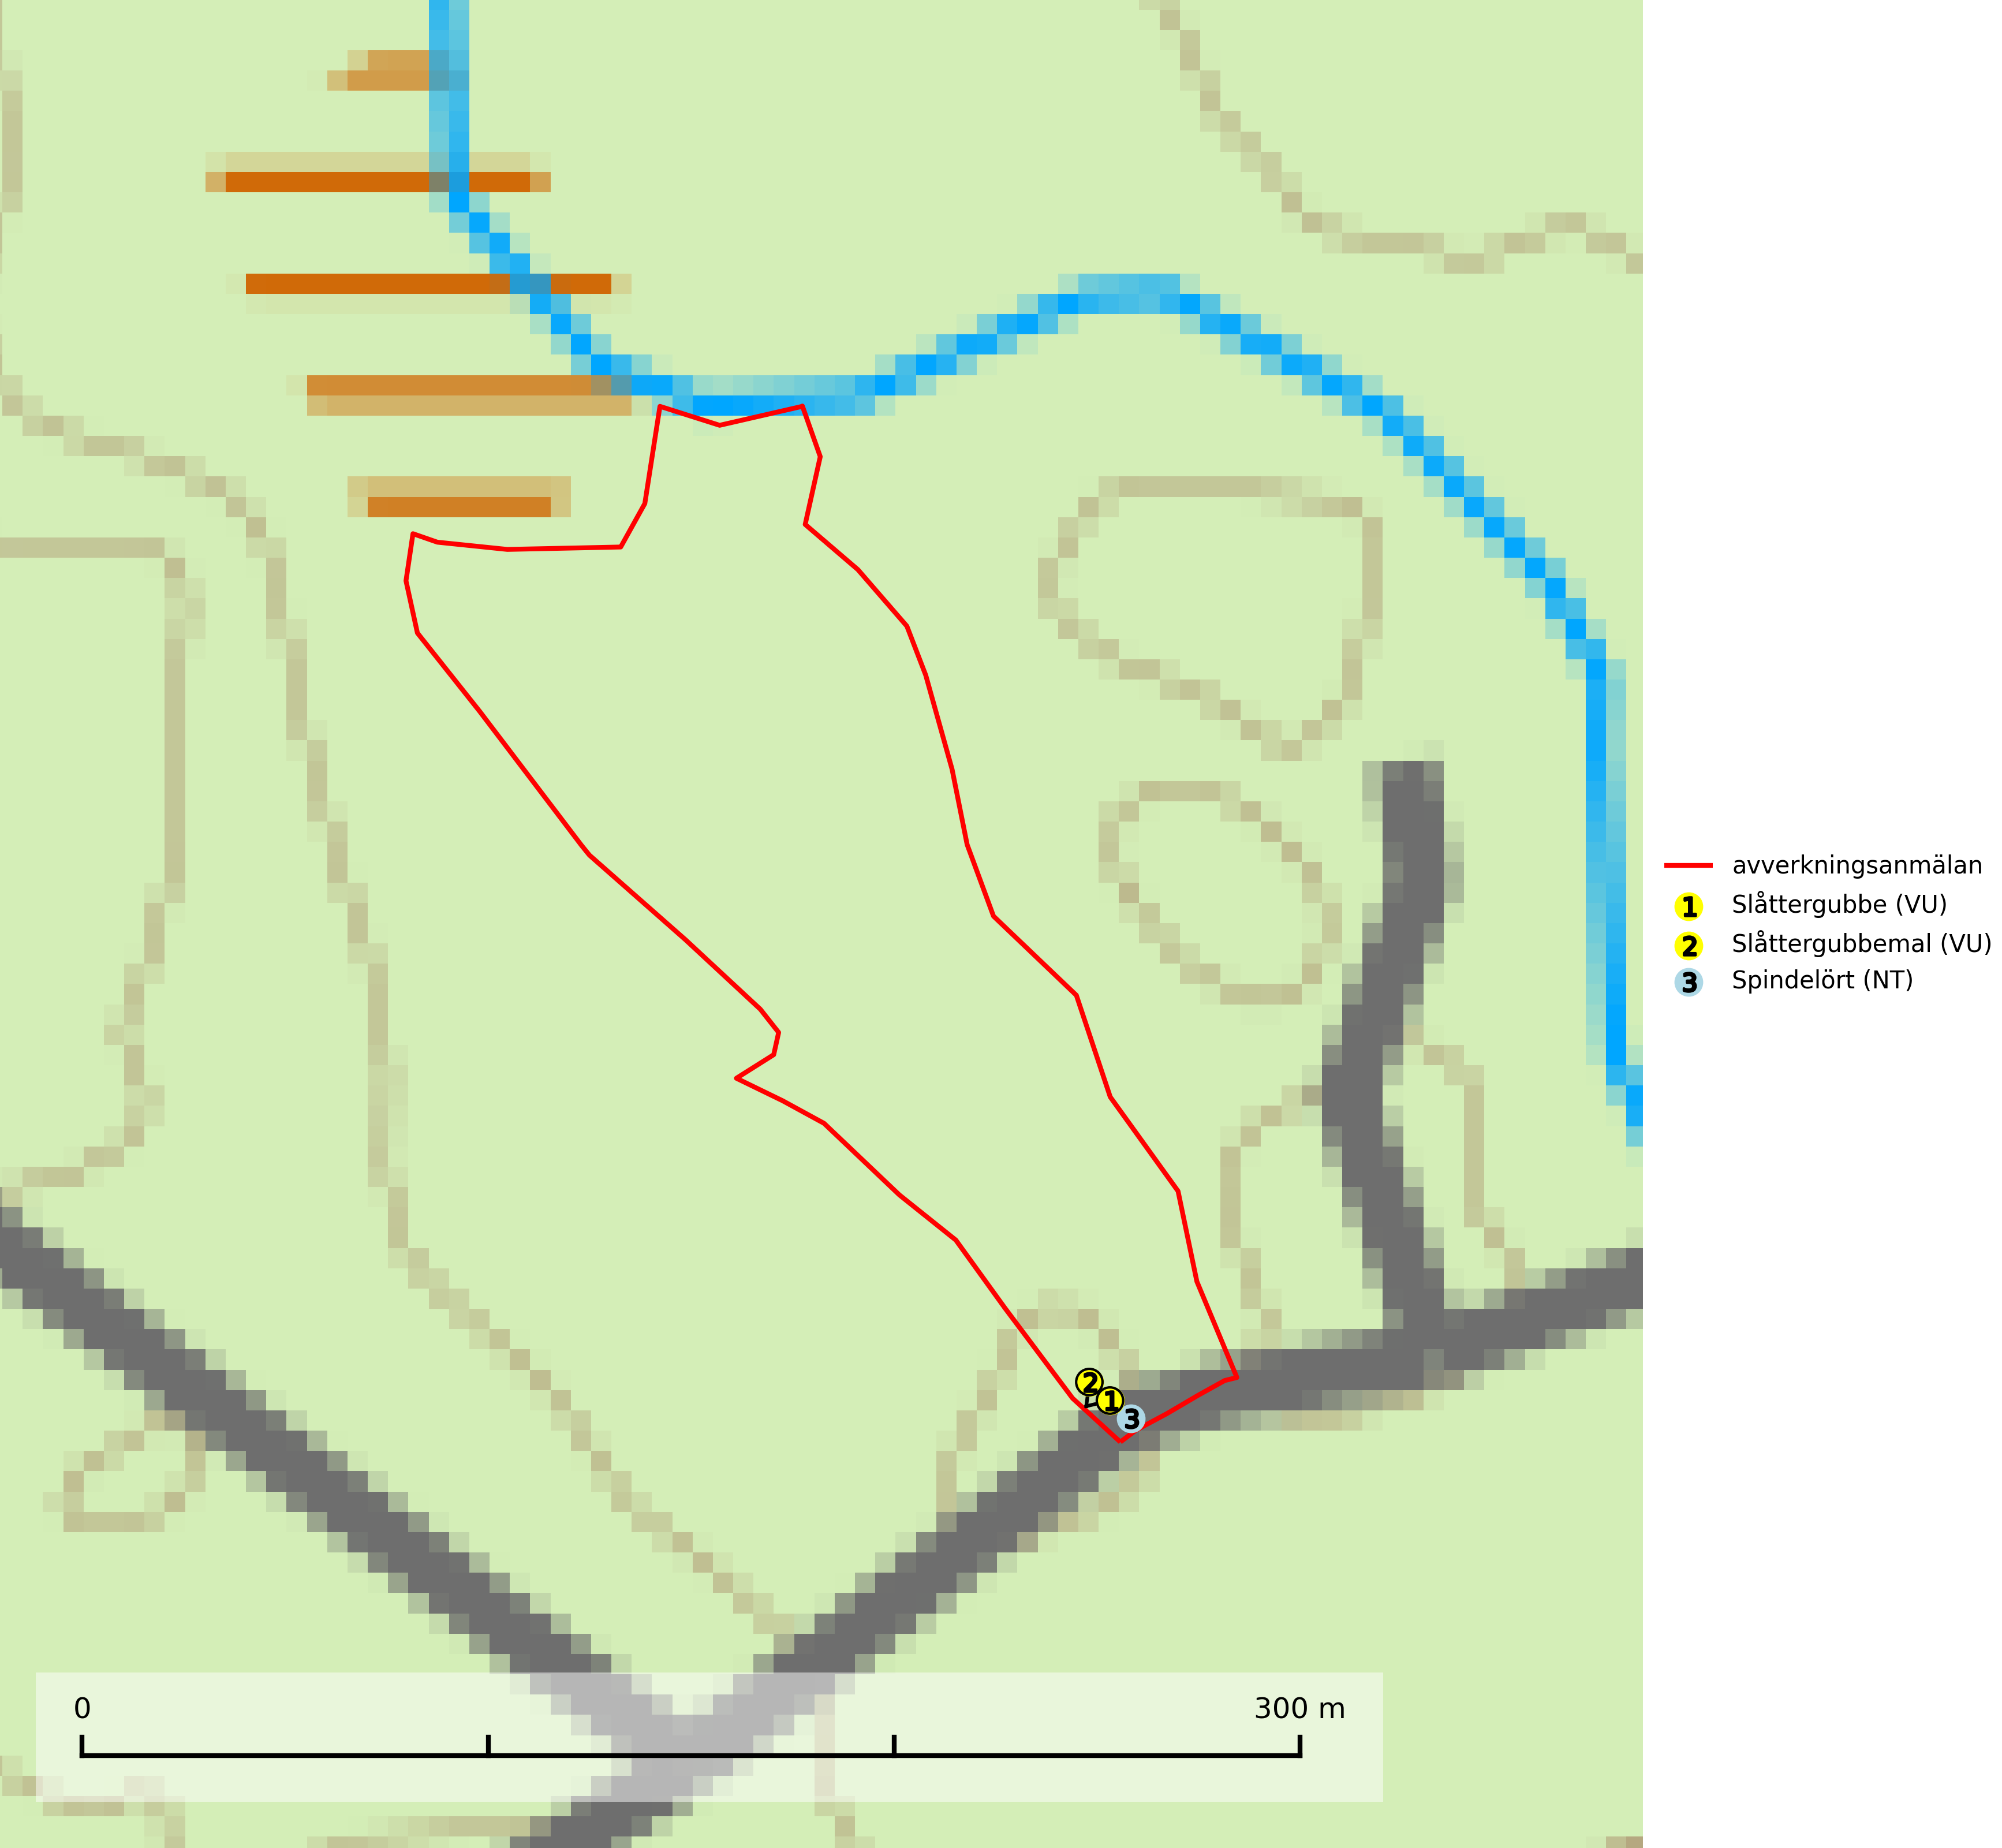 avverkningsanmälan
1 Slåttergubbe (VU)
2 Slåttergubbemal (VU)
3 Spindelört (NT)
2
1
3
0 300 m